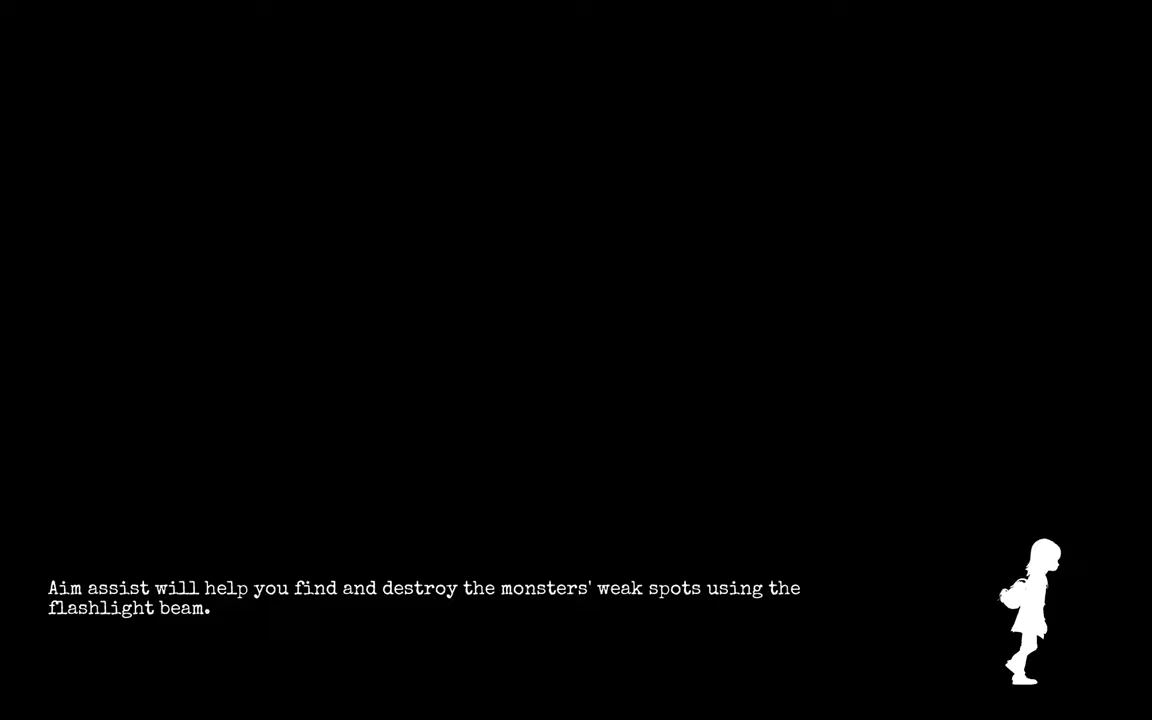 Aim assist will help you find and destroy the monsters' weak spots using the
flashlight beam.